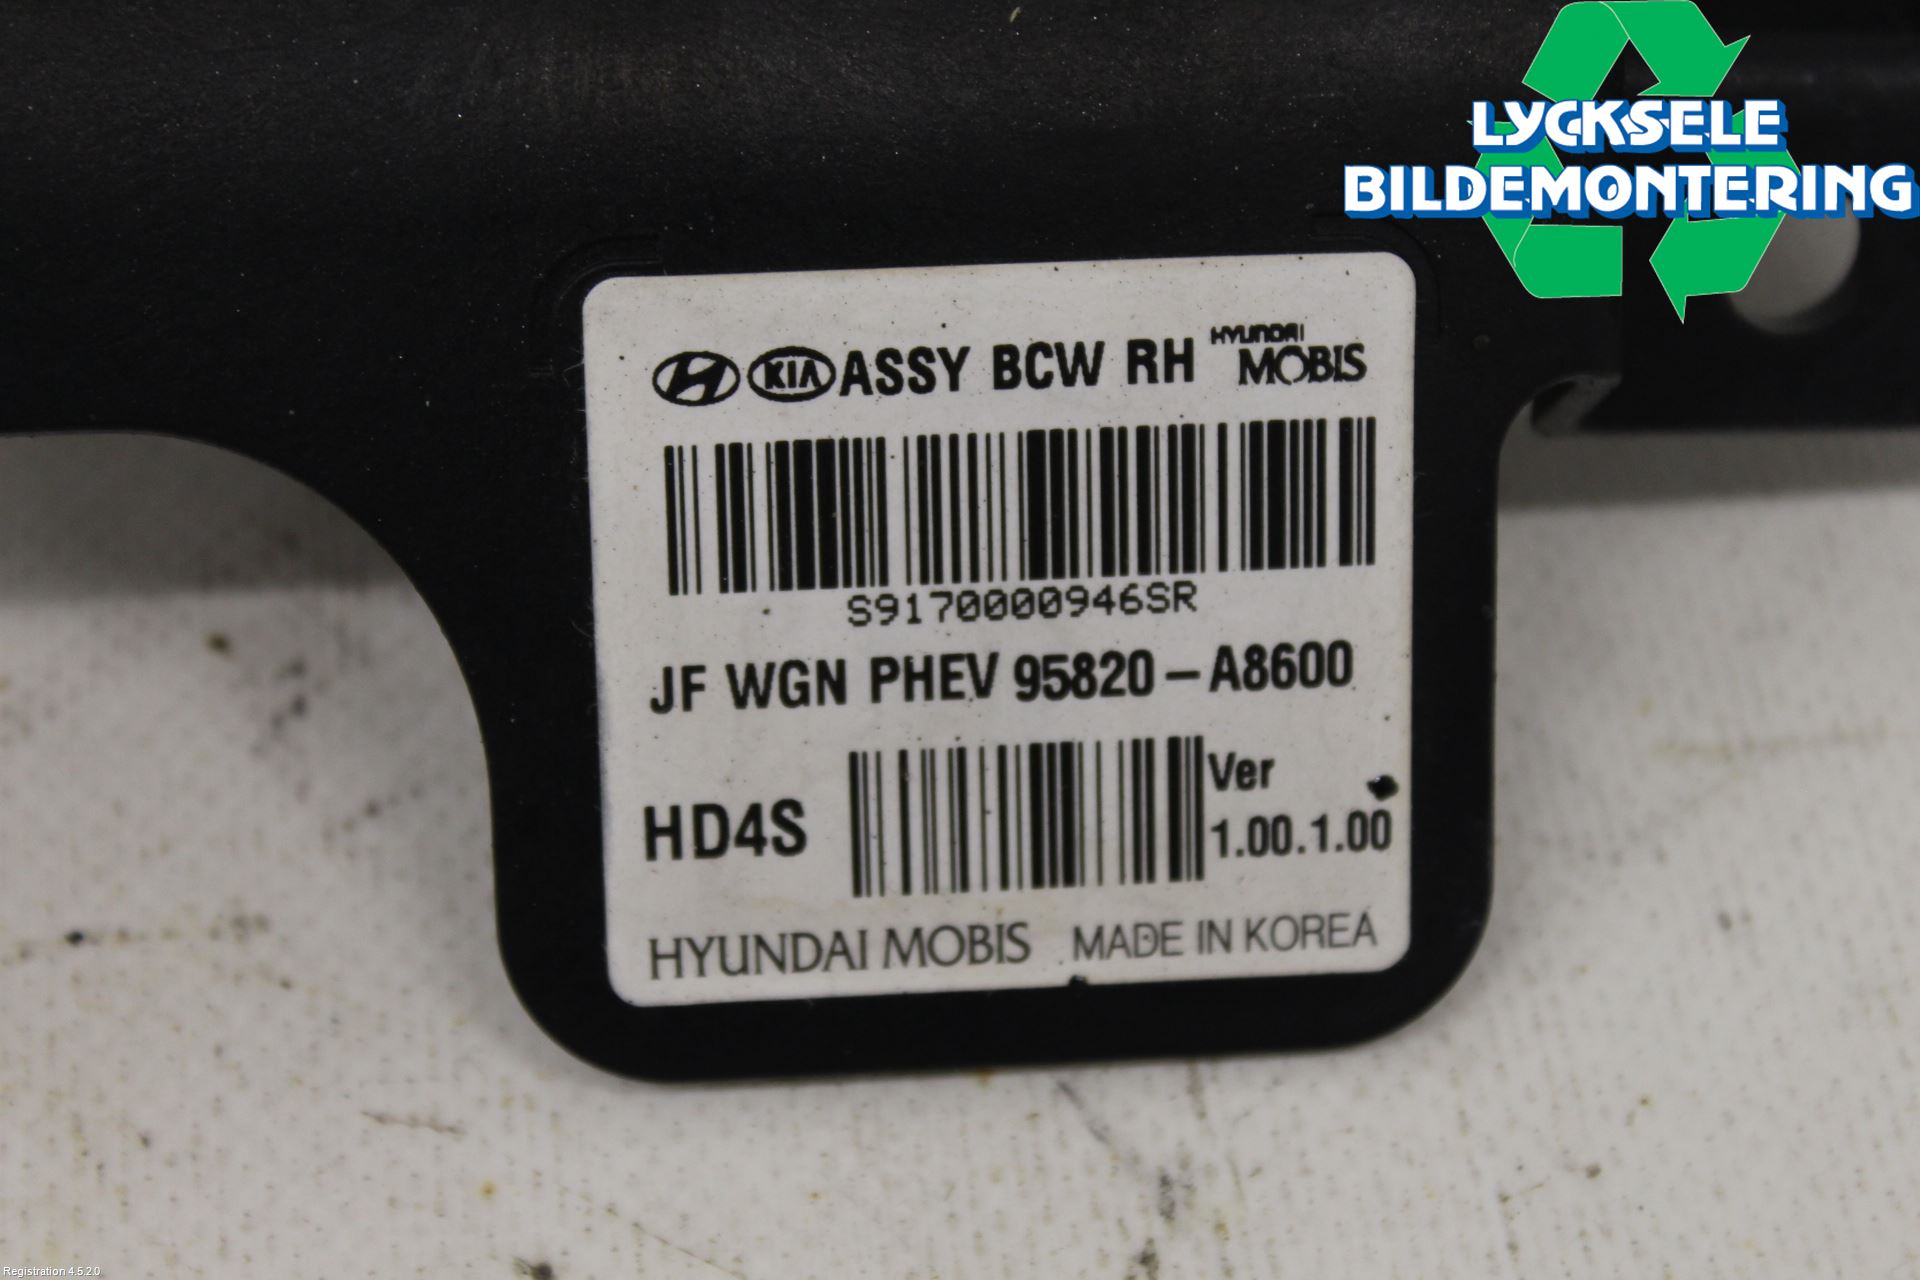 LYCKSELE
BILDEMONTERING
KIA ASSY BCW RH HYUNDAI MOBIS
S9170000946SR
JF WGN PHEV 95820-A8600
HD4S
Ver
1.00.1.00
HYUNDAI MOBIS MADE IN KOREA
Registration 4.5.2.0